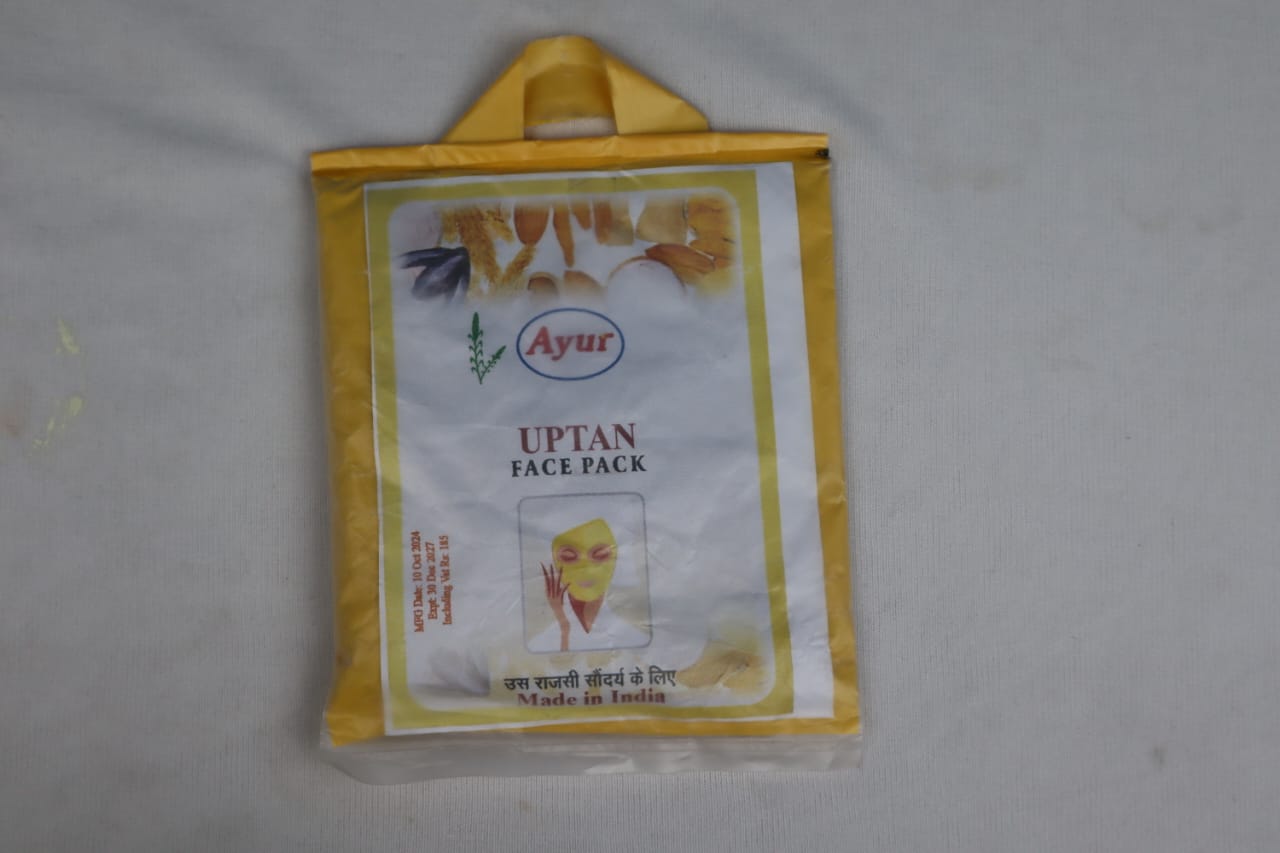 Ayur
UPTAN
FACE PACK
MFG Date: 10 Oct 2024
Expt: 30 Dec 2027
Including Vat Rs: 185
उस राजसी सौंदर्य के लिए
Made in India